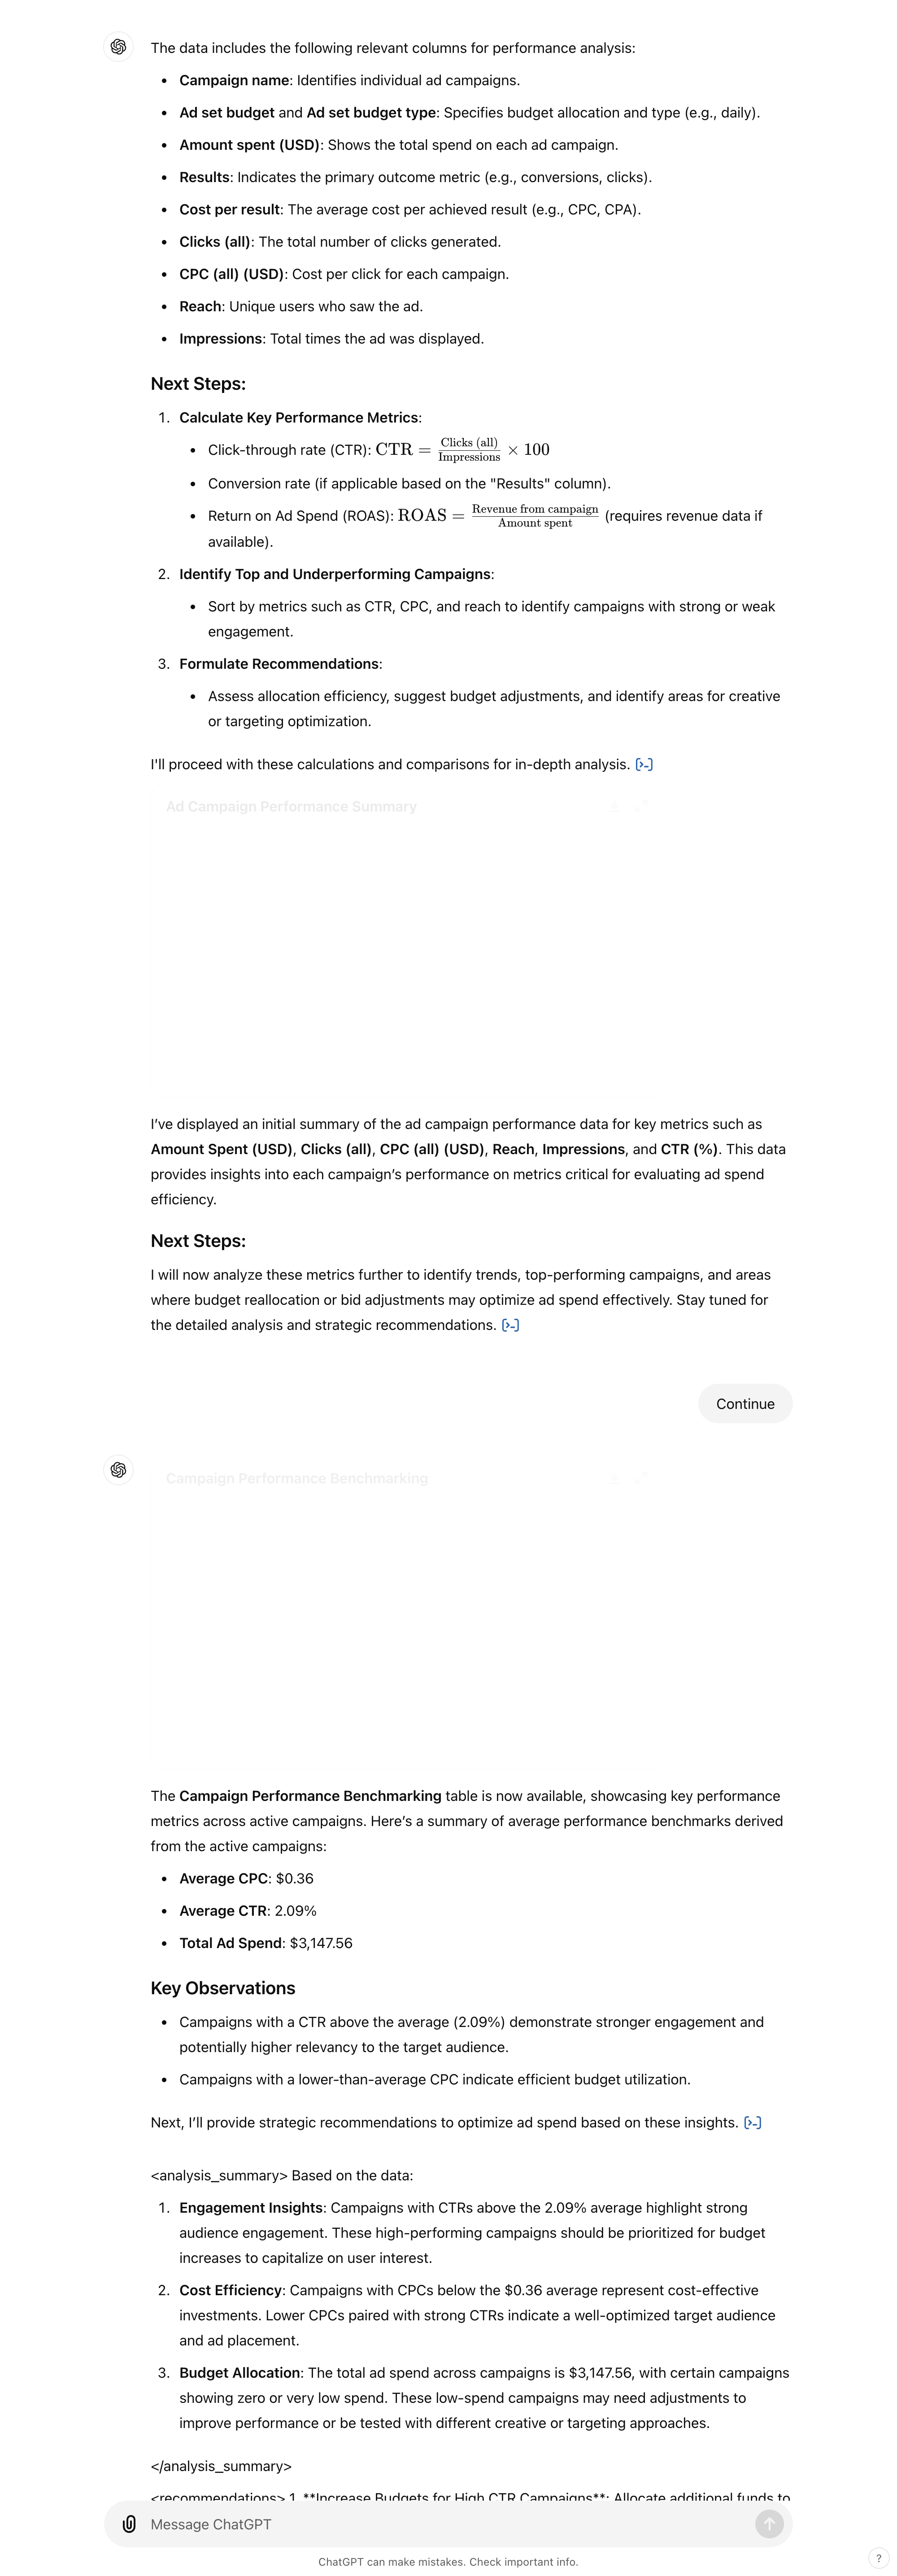 The data includes the following relevant columns for performance analysis:
• Campaign name: Identifies individual ad campaigns.
• Ad set budget and Ad set budget type: Specifies budget allocation and type (e.g., daily).
• Amount spent (USD): Shows the total spend on each ad campaign.
• Results: Indicates the primary outcome metric (e.g., conversions, clicks).
• Cost per result: The average cost per achieved result (e.g., CPC, CPA).
• Clicks (all): The total number of clicks generated.
• CPC (all) (USD): Cost per click for each campaign.
• Reach: Unique users who saw the ad.
• Impressions: Total times the ad was displayed.
Next Steps:
1. Calculate Key Performance Metrics:
• Click-through rate (CTR): CTR = Clicks (all) / Impressions × 100
• Conversion rate (if applicable based on the "Results" column).
• Return on Ad Spend (ROAS): ROAS = Revenue from campaign / Amount spent (requires revenue data if
available).
2. Identify Top and Underperforming Campaigns:
• Sort by metrics such as CTR, CPC, and reach to identify campaigns with strong or weak
engagement.
3. Formulate Recommendations:
• Assess allocation efficiency, suggest budget adjustments, and identify areas for creative
or targeting optimization.
I'll proceed with these calculations and comparisons for in-depth analysis. [>-]
Ad Campaign Performance Summary
I've displayed an initial summary of the ad campaign performance data for key metrics such as
Amount Spent (USD), Clicks (all), CPC (all) (USD), Reach, Impressions, and CTR (%). This data
provides insights into each campaign's performance on metrics critical for evaluating ad spend
efficiency.
Next Steps:
I will now analyze these metrics further to identify trends, top-performing campaigns, and areas
where budget reallocation or bid adjustments may optimize ad spend effectively. Stay tuned for
the detailed analysis and strategic recommendations. [>-]
Continue
Campaign Performance Benchmarking
The Campaign Performance Benchmarking table is now available, showcasing key performance
metrics across active campaigns. Here's a summary of average performance benchmarks derived
from the active campaigns:
• Average CPC: $0.36
• Average CTR: 2.09%
• Total Ad Spend: $3,147.56
Key Observations
• Campaigns with a CTR above the average (2.09%) demonstrate stronger engagement and
potentially higher relevancy to the target audience.
• Campaigns with a lower-than-average CPC indicate efficient budget utilization.
Next, I'll provide strategic recommendations to optimize ad spend based on these insights. [>-]
<analysis_summary> Based on the data:
1. Engagement Insights: Campaigns with CTRs above the 2.09% average highlight strong
audience engagement. These high-performing campaigns should be prioritized for budget
increases to capitalize on user interest.
2. Cost Efficiency: Campaigns with CPCs below the $0.36 average represent cost-effective
investments. Lower CPCs paired with strong CTRs indicate a well-optimized target audience
and ad placement.
3. Budget Allocation: The total ad spend across campaigns is $3,147.56, with certain campaigns
showing zero or very low spend. These low-spend campaigns may need adjustments to
improve performance or be tested with different creative or targeting approaches.
</analysis_summary>
<recommendations> 1. **Increase Budgets for High CTR Campaigns**: Allocate additional funds to
Message ChatGPT
ChatGPT can make mistakes. Check important info.
?